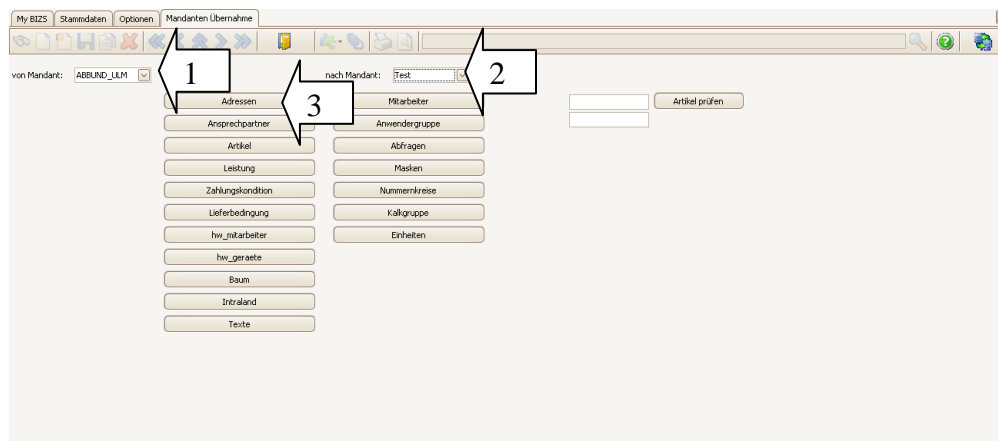 My BIZS Stammdaten Optionen Mandanten Übernahme
von Mandant: ABBUND_ULM 1 nach Mandant: Test 2
Adressen 3 Mitarbeiter Artikel prüfen
Ansprechpartner Anwendergruppe
Artikel Abfragen
Leistung Masken
Zahlungskondition Nummernkreise
Lieferbedingung Kalkgruppe
hw_mitarbeiter Einheiten
hw_geraete
Baum
Intraland
Texte